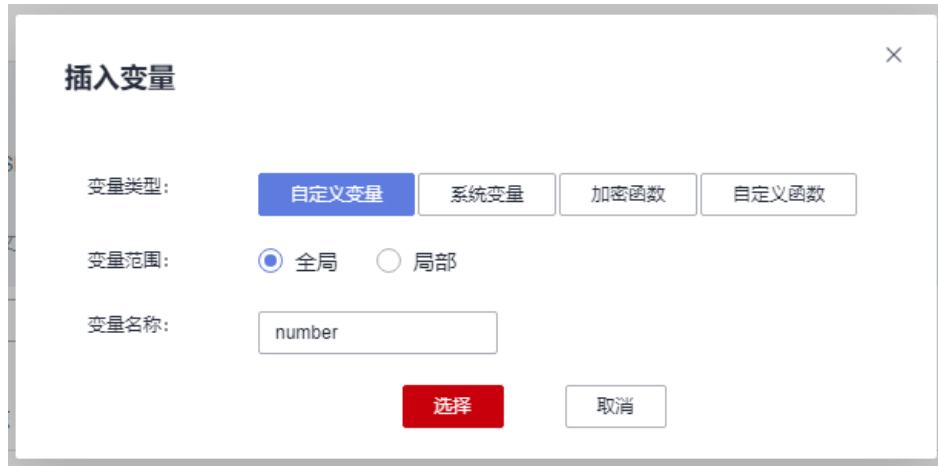 插入变量
变量类型: 自定义变量 系统变量 加密函数 自定义函数
变量范围: 全局 局部
变量名称: number
选择 取消